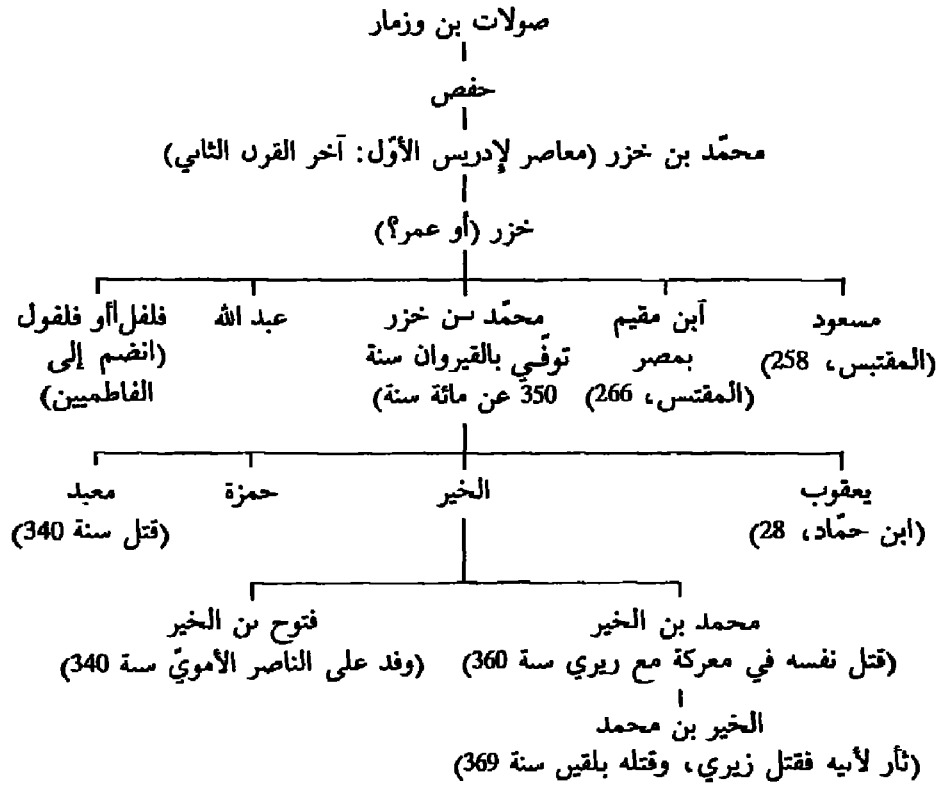 صولات بن وزمار
حفص
محمّد بن خزر (معاصر لإدريس الأوّل: آخر القرن الثاني)
خزر (أو عمر؟)
مسعود
(المقتبس، 258)
آبن مقيم
بمصر
(المقتبس، 266)
محمّد بن خزر
توفّي بالقيروان سنة
350 عن مائة سنة)
عبد الله
فلفل أو فلفول
(انضم إلى
الفاطميين)
يعقوب
(ابن حمّاد، 28)
الخير
حمزة
معبد
(قتل سنة 340)
محمد بن الخير
(قتل نفسه في معركة مع زيري سنة 360)
فتوح بن الخير
(وفد على الناصر الأمويّ سنة 340)
الخير بن محمد
(ثأر لأبيه فقتل زيري، وقتله بلقين سنة 369)